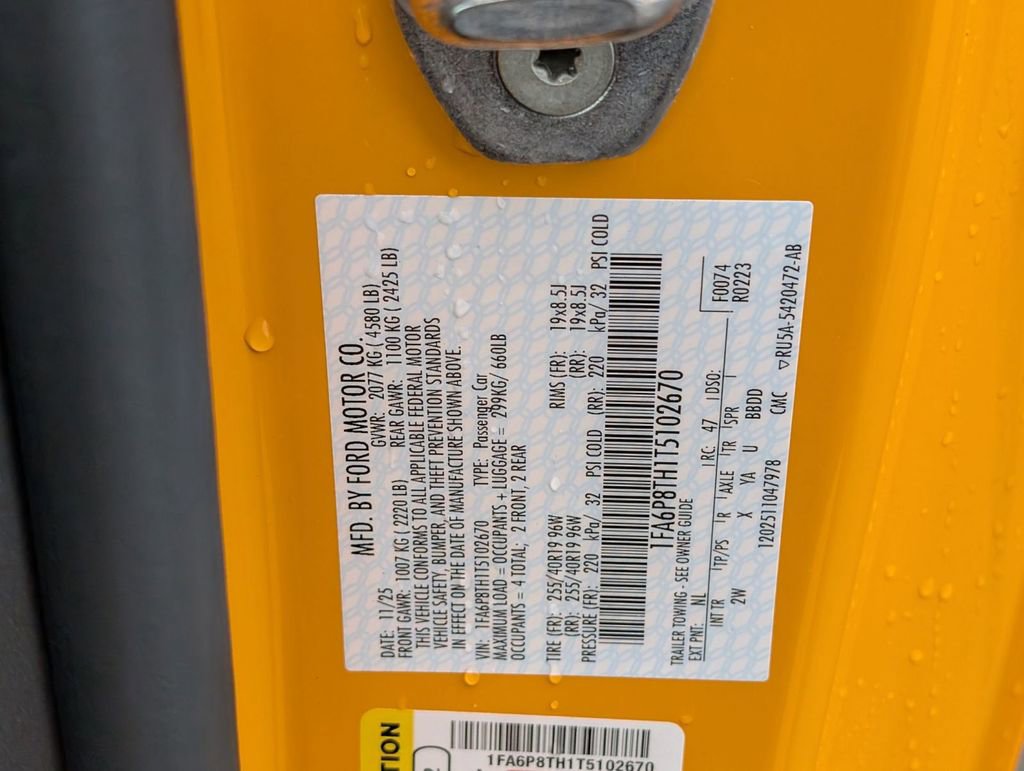 MFD. BY FORD MOTOR CO.
DATE: 11/25 GVWR: 2077 KG ( 4580 LB)
FRONT GAWR: 1007 KG ( 2220 LB) REAR GAWR: 1100 KG ( 2425 LB)
THIS VEHICLE CONFORMS TO ALL APPLICABLE FEDERAL MOTOR
VEHICLE SAFETY, BUMPER, AND THEFT PREVENTION STANDARDS
IN EFFECT ON THE DATE OF MANUFACTURE SHOWN ABOVE.
VIN: 1FA6P8TH1T5102670 TYPE: Passenger Car
MAXIMUM LOAD = OCCUPANTS + LUGGAGE = 299KG/ 660LB
OCCUPANTS = 4 TOTAL; 2 FRONT, 2 REAR
TIRE (FR): 255/40R19 96W RIMS (FR): 19x8.5J
(RR): 255/40R19 96W (RR): 19x8.5J
PRESSURE (FR): 220 kPa/ 32 PSI COLD (RR): 220 kPa/ 32 PSI COLD
1FA6P8TH1T5102670
TRAILER TOWING - SEE OWNER GUIDE
EXT PNT: NL RC: 47 DSO: F0074
INT TR TP/PS R AXLE TR SPR R0223
2W X YA U BBDD
1202511047978 CMC ▽RU5A-5420472-AB
1FA6P8TH1T5102670